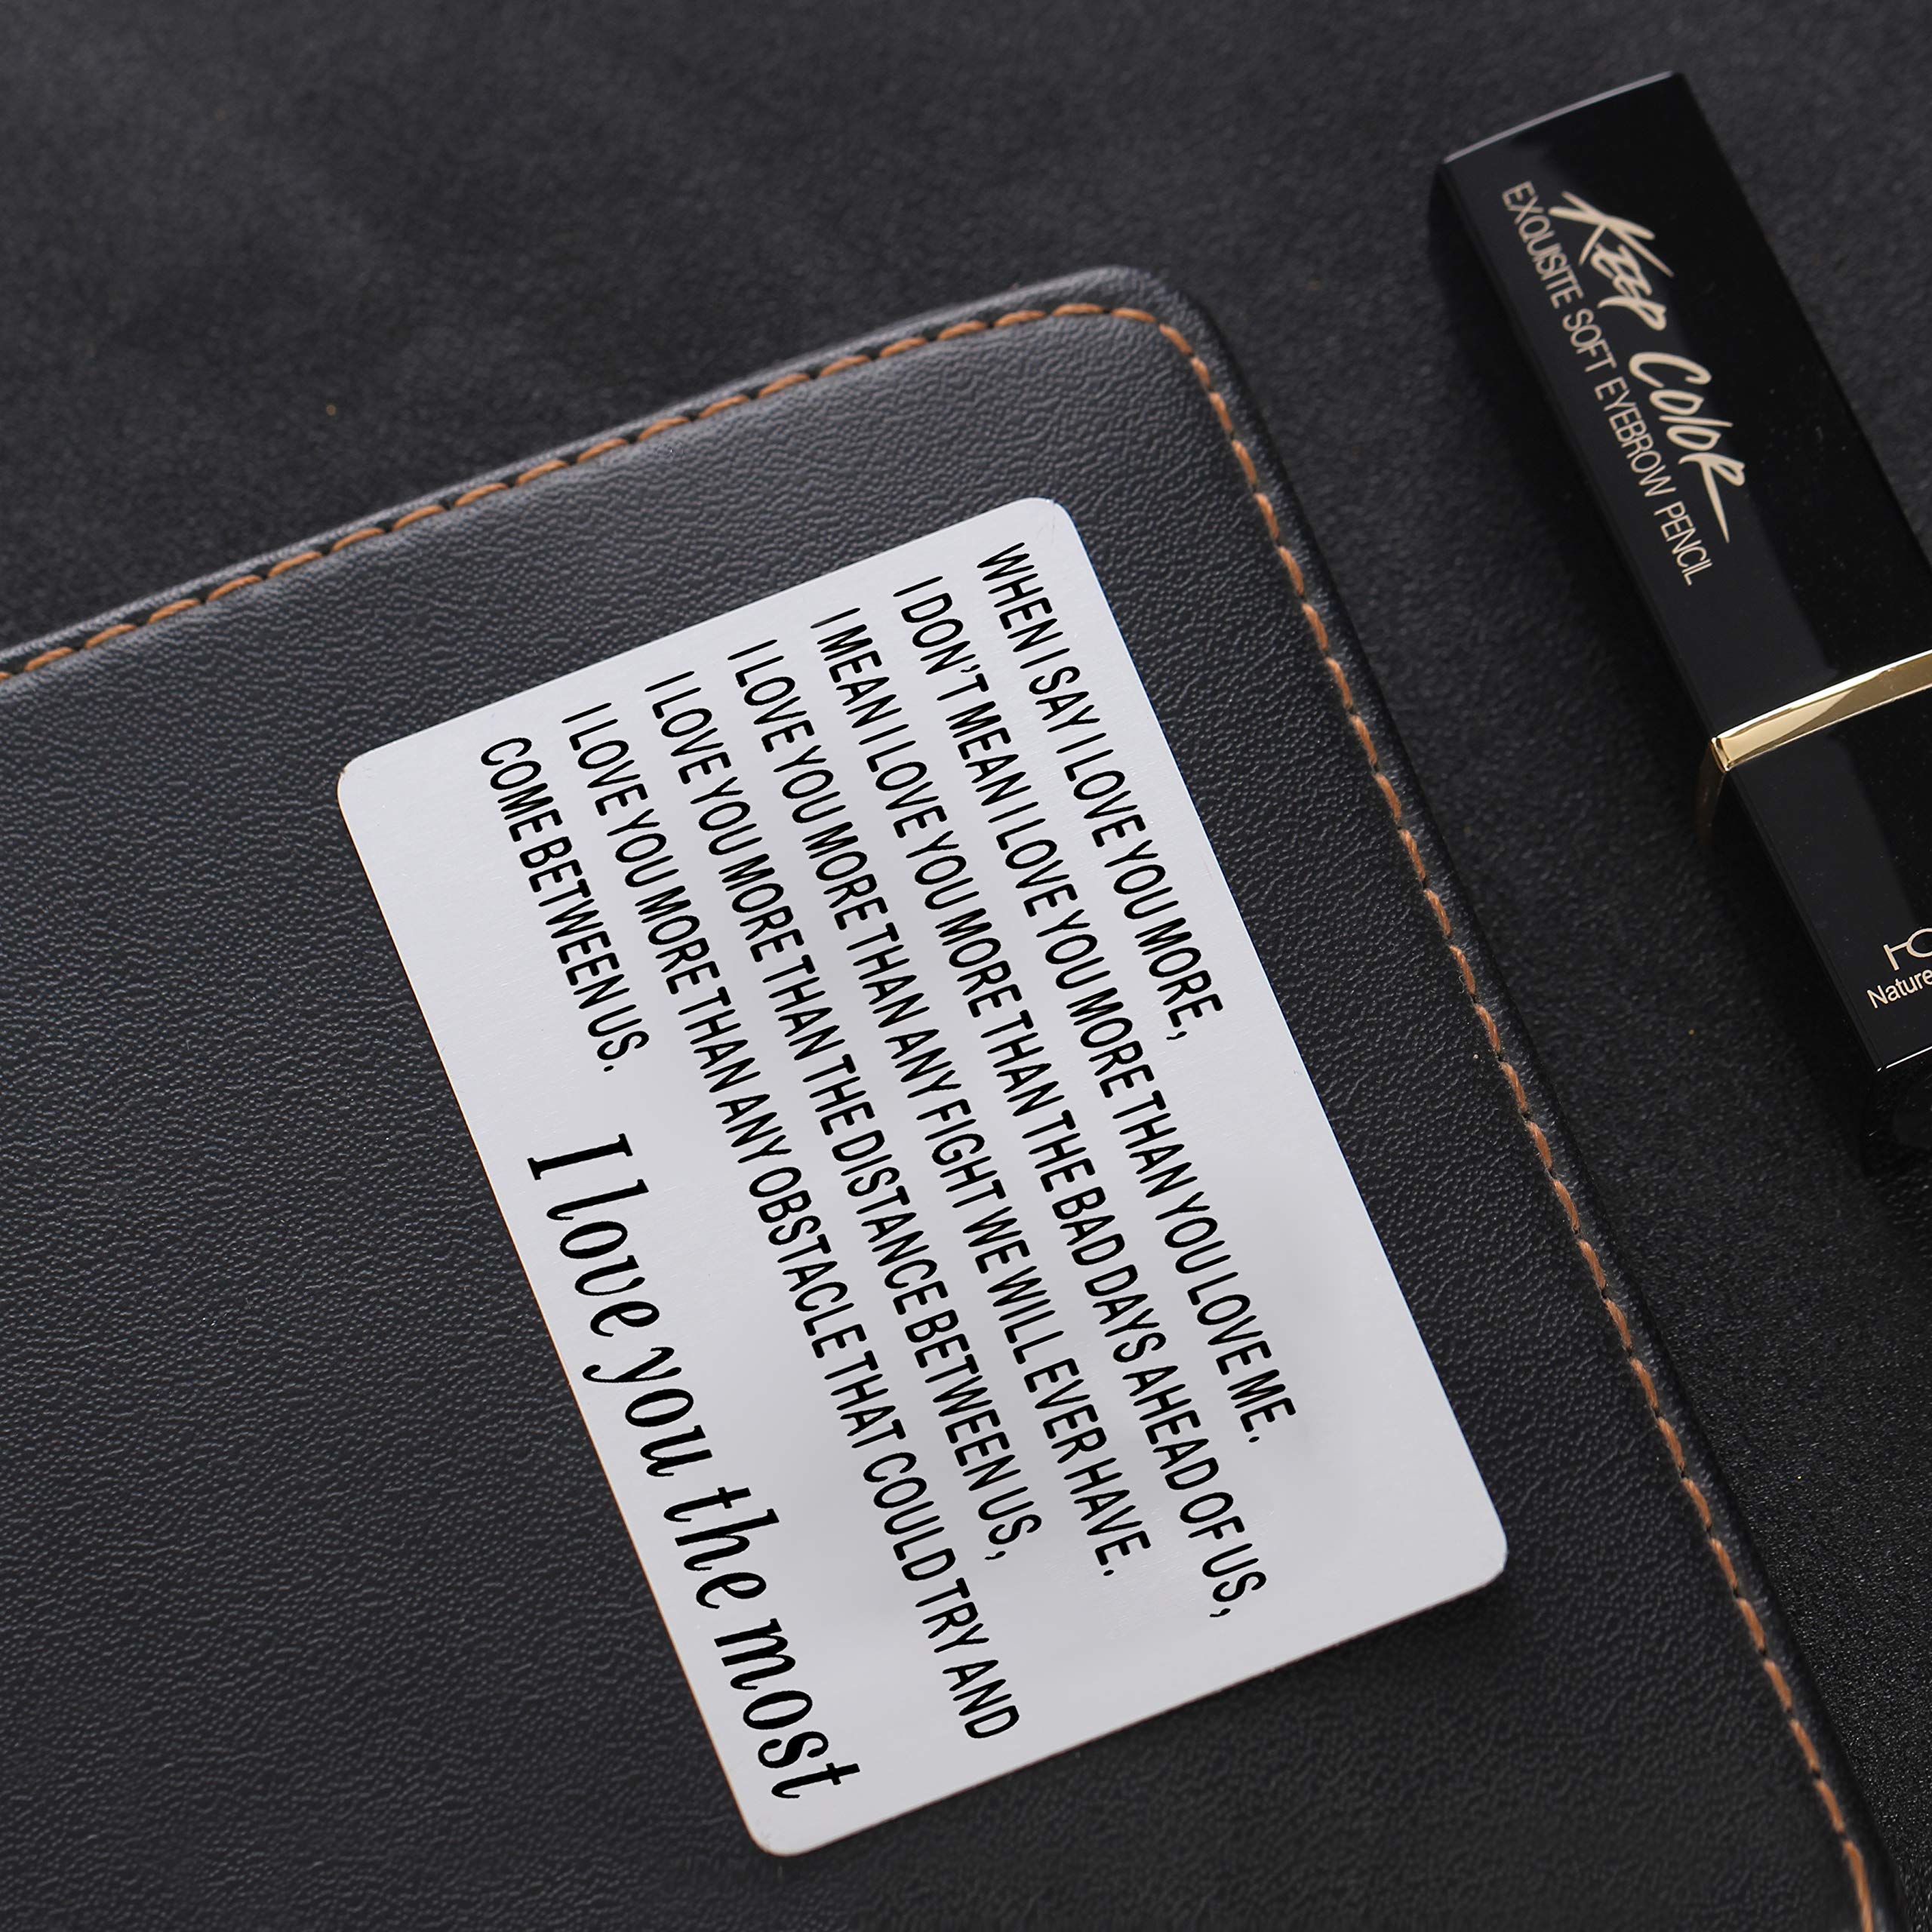 WHEN I SAY I LOVE YOU MORE,
I DON'T MEAN I LOVE YOU MORE THAN YOU LOVE ME.
I MEAN I LOVE YOU MORE THAN THE BAD DAYS AHEAD OF US,
I LOVE YOU MORE THAN ANY FIGHT WE WILL EVER HAVE.
I LOVE YOU MORE THAN THE DISTANCE BETWEEN US,
I LOVE YOU MORE THAN ANY OBSTACLE THAT COULD TRY AND
COME BETWEEN US.
I love you the most
Keep Color
EXQUISITE SOFT EYEBROW PENCIL
Nature